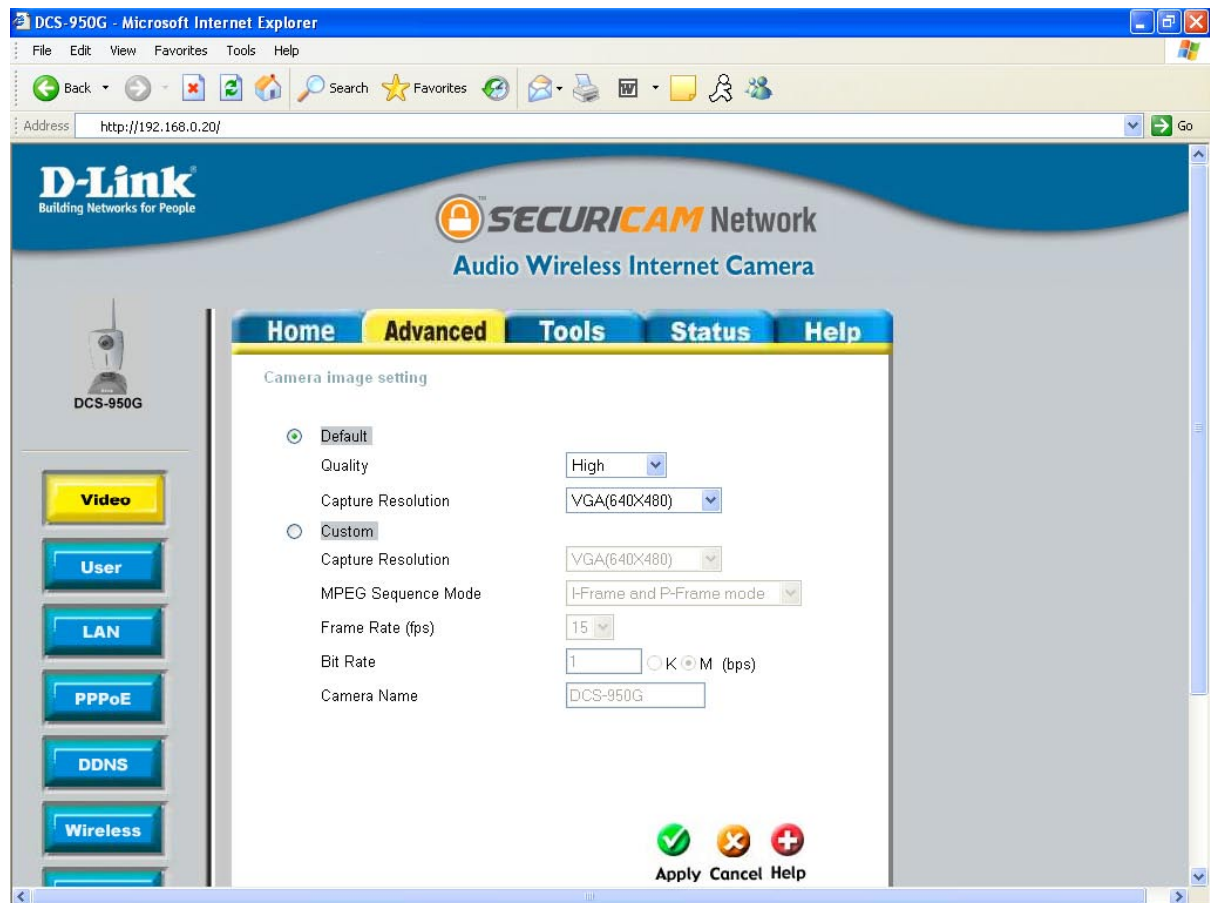 DCS-950G - Microsoft Internet Explorer
File Edit View Favorites Tools Help
Back Search Favorites
Address http://192.168.0.20/ Go
D-Link
Building Networks for People
SECURICAM Network
Audio Wireless Internet Camera
Home Advanced Tools Status Help
DCS-950G
Video
User
LAN
PPPoE
DDNS
Wireless
Camera image setting
Default
Quality High
Capture Resolution VGA(640X480)
Custom
Capture Resolution VGA(640X480)
MPEG Sequence Mode I-Frame and P-Frame mode
Frame Rate (fps) 15
Bit Rate 1 K M (bps)
Camera Name DCS-950G
Apply Cancel Help